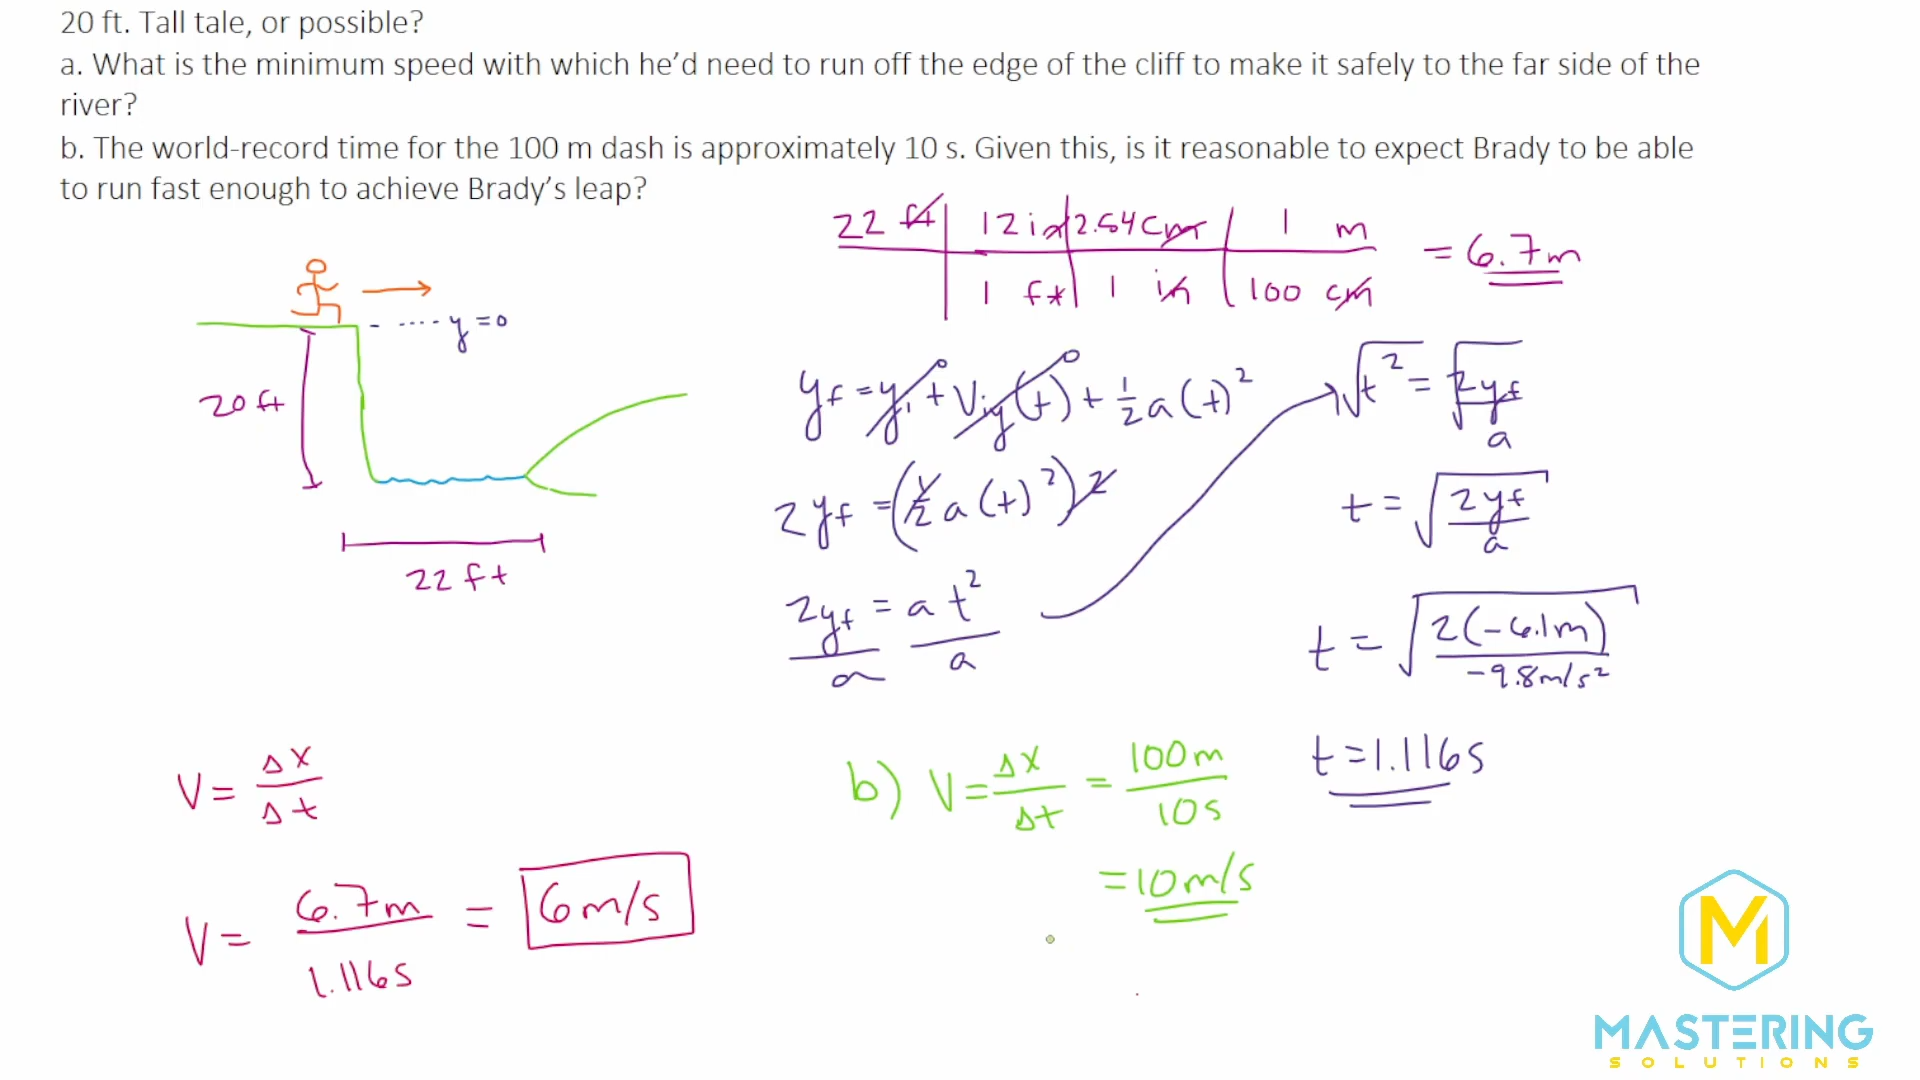 20 ft. Tall tale, or possible?
a. What is the minimum speed with which he’d need to run off the edge of the cliff to make it safely to the far side of the
river?
b. The world-record time for the 100 m dash is approximately 10 s. Given this, is it reasonable to expect Brady to be able
to run fast enough to achieve Brady’s leap?
22 ft | 12 in | 2.54 cm | 1 m
1 ft | 1 in | 100 cm
= 6.7m
y = 0
20 ft
22 ft
yf = yi + Viy(t) + 1/2 a(t)²
2yf = (1/2 a(t)²)2
2yf/a = a t²/a
√t² = √2yf/a
t = √2yf/a
t = √2(-6.1m)/-9.8m/s²
t = 1.116s
V = Δx/Δt
V = 6.7m/1.116s = 6m/s
b) V = Δx/Δt = 100m/10s
= 10m/s
M
MASTERING
SOLUTIONS